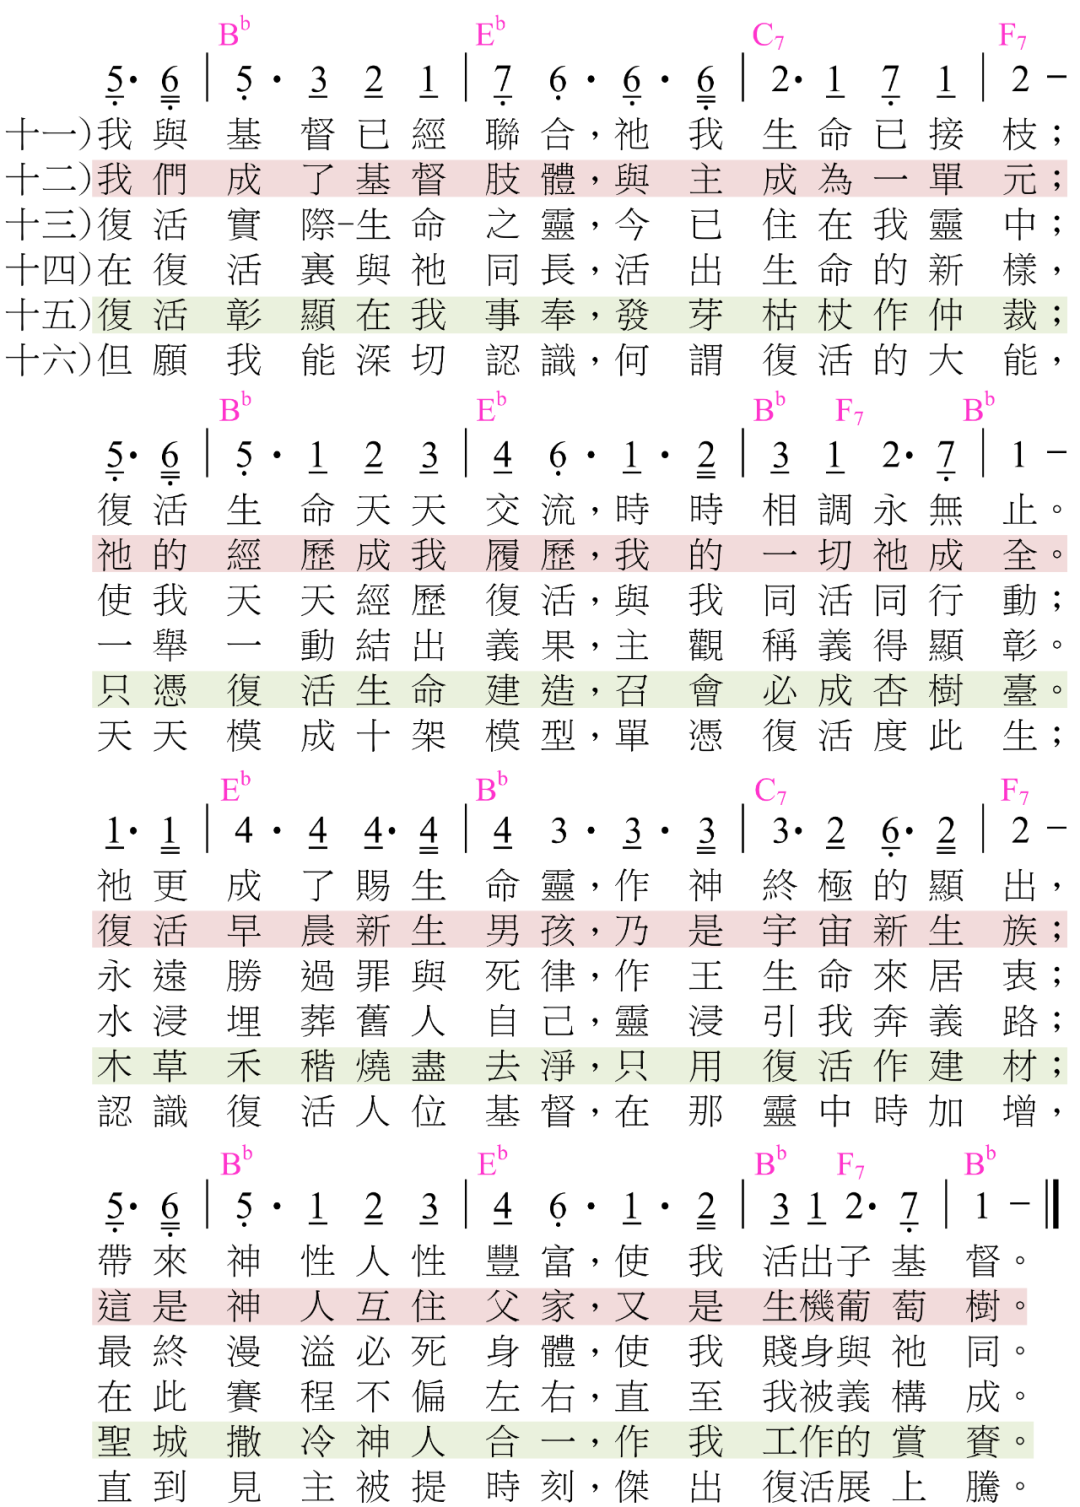 B♭ E♭ C7 F7
5· 6 | 5 · 3 2 1 | 7 6 · 6 · 6 | 2· 1 7 1 | 2 –
十一)我與基督已經聯合，祂我生命已接枝；
十二)我們成了基督肢體，與主成為一單元；
十三)復活實際–生命之靈，今已住在我靈中；
十四)在復活裏與祂同長，活出生命的新樣，
十五)復活彰顯在我事奉，發芽枯杖作仲裁；
十六)但願我能深切認識，何謂復活的大能，
B♭ E♭ B♭ F7 B♭
5· 6 | 5 · 1 2 3 | 4 6 · 1 · 2 | 3 1 2· 7 | 1 –
復活生命天天交流，時時相調永無止。
祂的經歷成我履歷，我的一切祂成全。
使我天天經歷復活，與我同活同行動；
一舉一動結出義果，主觀稱義得顯彰。
只憑復活生命建造，召會必成杏樹臺。
天天模成十架模型，單憑復活度此生；
E♭ B♭ C7 F7
1· 1 | 4 · 4 4· 4 | 4 3 · 3 · 3 | 3· 2 6· 2 | 2 –
祂更成了賜生命靈，作神終極的顯出，
復活早晨新生男孩，乃是宇宙新生族；
永遠勝過罪與死律，作王生命來居衷；
水浸埋葬舊人自己，靈浸引我奔義路；
木草禾稭燒盡去淨，只用復活作建材；
認識復活人位基督，在那靈中時加增，
B♭ E♭ B♭ F7 B♭
5· 6 | 5 · 1 2 3 | 4 6 · 1 · 2 | 3 1 2· 7 | 1 – ‖
帶來神性人性豐富，使我活出子基督。
這是神人互住父家，又是生機葡萄樹。
最終漫溢必死身體，使我賤身與祂同。
在此賽程不偏左右，直至我被義構成。
聖城撒冷神人合一，作我工作的賞賚。
直到見主被提時刻，傑出復活展上騰。